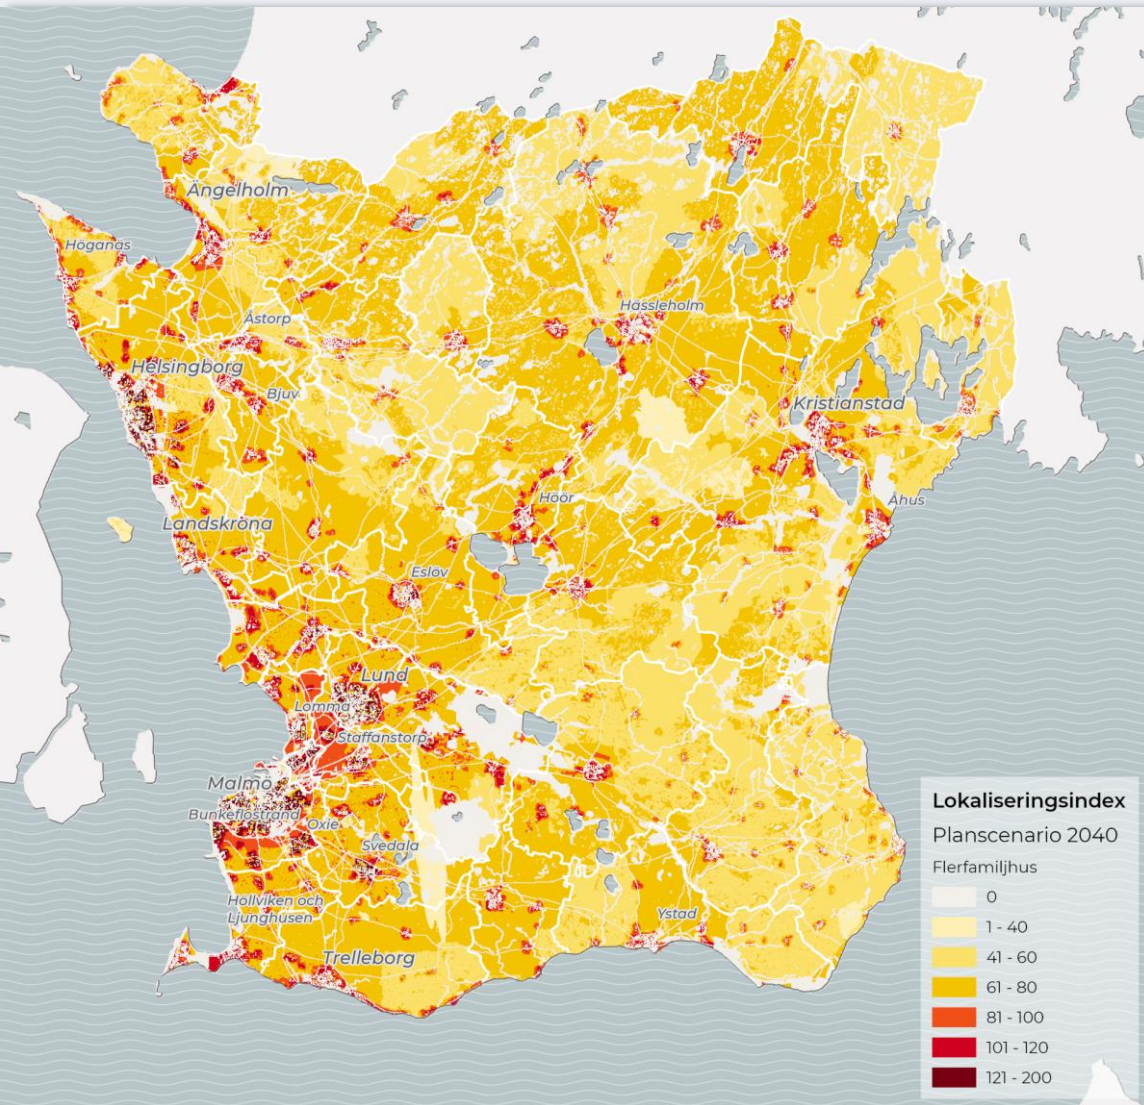 Ängelholm
Höganäs
Hässleholm
Åstorp
Helsingborg
Bjuv
Kristianstad
Höör
Åhus
Landskrona
Eslöv
Lund
Lomma
Staffanstorp
Malmö
Bunkeflostrand
Oxie
Svedala
Höllviken och
Ljunghusen
Ystad
Trelleborg
Lokaliseringsindex
Planscenario 2040
Flerfamiljhus
0
1 - 40
41 - 60
61 - 80
81 - 100
101 - 120
121 - 200